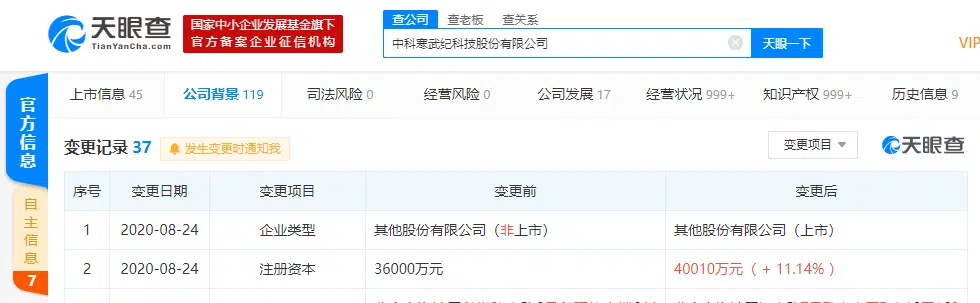 天眼查
TianYanCha.com
国家中小企业发展基金旗下
官方备案企业征信机构
查公司 查老板 查关系
中科寒武纪科技股份有限公司
天眼一下
VIP
官方信息
上市信息 45 公司背景 119 司法风险 0 经营风险 0 公司发展 17 经营状况 999+ 知识产权 999+ 历史信息 9
变更记录 37 发生变更时通知我 变更项目 天眼查
序号 变更日期 变更项目 变更前 变更后
1 2020-08-24 企业类型 其他股份有限公司（非上市） 其他股份有限公司（上市）
2 2020-08-24 注册资本 36000万元 40010万元（ + 11.14% ）
自主信息
7